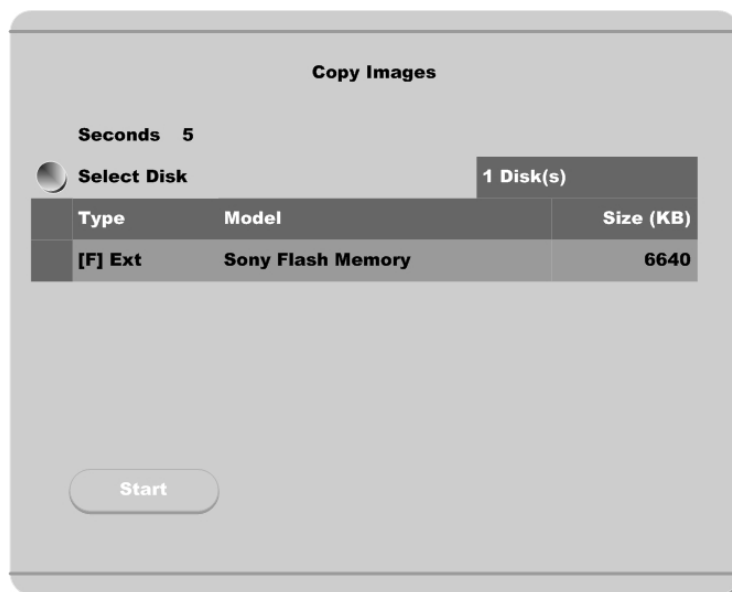 Copy Images
Seconds 5
Select Disk 1 Disk(s)
Type Model Size (KB)
[F] Ext Sony Flash Memory 6640
Start